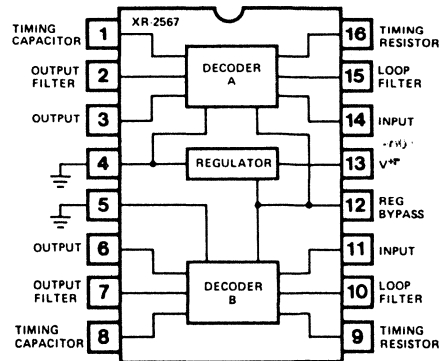 XR-2567
TIMING
CAPACITOR
1
16
TIMING
RESISTOR
OUTPUT
FILTER
2
DECODER
A
15
LOOP
FILTER
OUTPUT
3
14
INPUT
4
REGULATOR
13
V+
5
12
REG
BYPASS
OUTPUT
6
11
INPUT
OUTPUT
FILTER
7
DECODER
B
10
LOOP
FILTER
TIMING
CAPACITOR
8
9
TIMING
RESISTOR